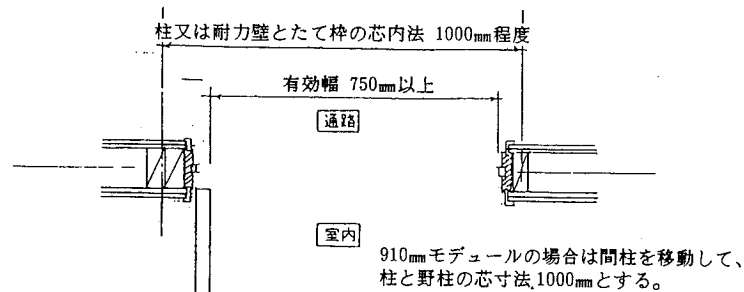 柱又は耐力壁とたて枠の芯内法 1000mm程度
有効幅 750mm以上
通路
室内
910mmモデュールの場合は間柱を移動して、
柱と野柱の芯寸法1000mmとする。